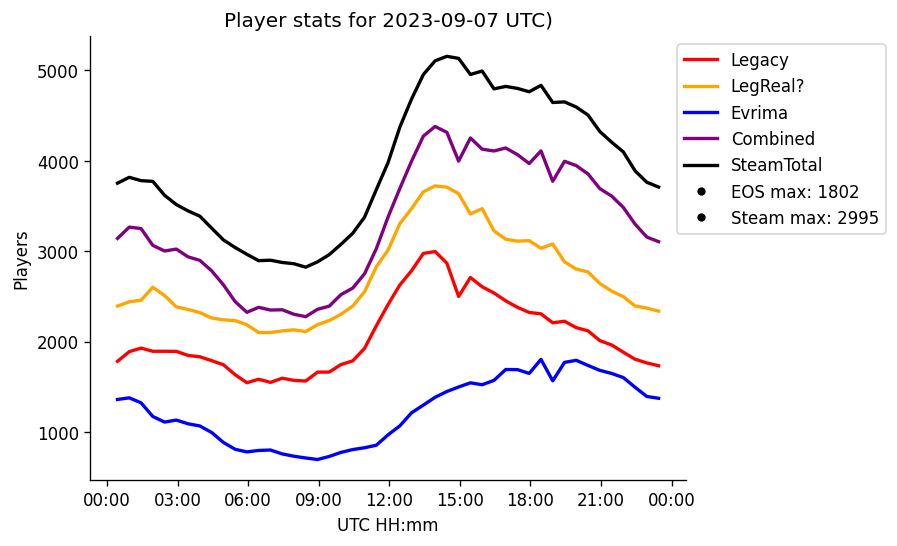 Player stats for 2023-09-07 UTC)
Legacy
LegReal?
Evrima
Combined
SteamTotal
EOS max: 1802
Steam max: 2995
Players
5000
4000
3000
2000
1000
00:00 03:00 06:00 09:00 12:00 15:00 18:00 21:00 00:00
UTC HH:mm